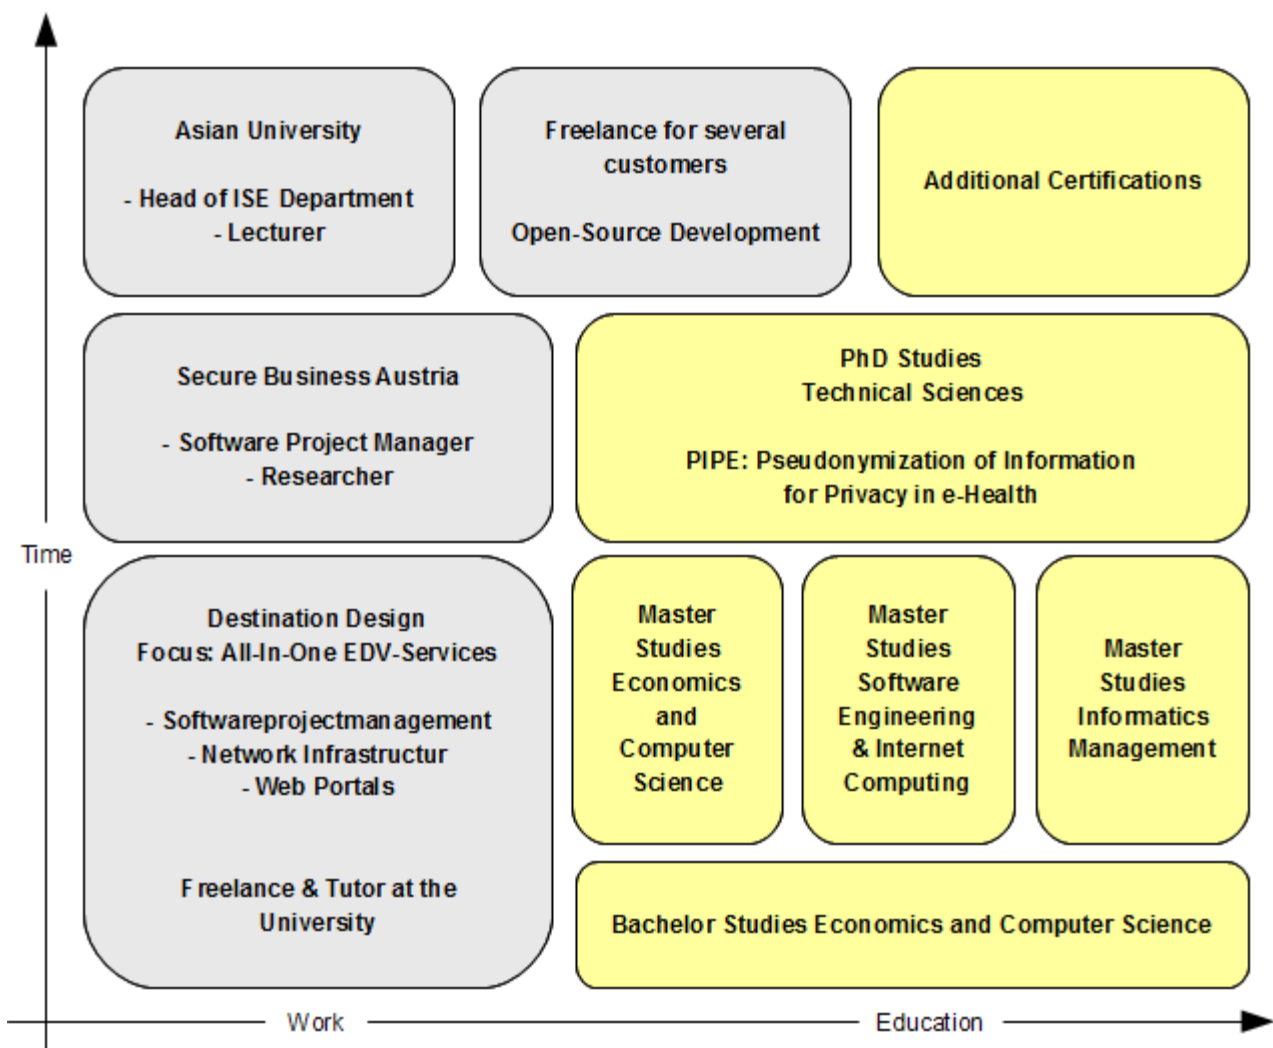 Asian University
- Head of ISE Department
- Lecturer
Freelance for several
customers
Open-Source Development
Additional Certifications
Secure Business Austria
- Software Project Manager
- Researcher
PhD Studies
Technical Sciences
PIPE: Pseudonymization of Information
for Privacy in e-Health
Time
Destination Design
Focus: All-In-One EDV-Services
- Softwareprojectmanagement
- Network Infrastructur
- Web Portals
Freelance & Tutor at the
University
Master
Studies
Economics
and
Computer
Science
Master
Studies
Software
Engineering
& Internet
Computing
Master
Studies
Informatics
Management
Bachelor Studies Economics and Computer Science
Work
Education